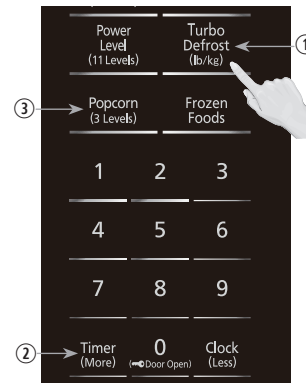 Power
Level
(11 Levels)
Turbo
Defrost
(lb/kg)
①
③
Popcorn
(3 Levels)
Frozen
Foods
1 2 3
4 5 6
7 8 9
②
Timer
(More)
0
(Door Open)
Clock
(Less)